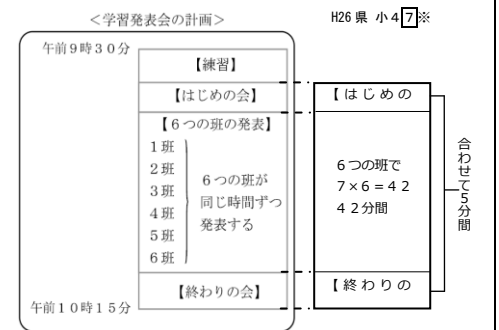 ＜学習発表会の計画＞
H26 県 小４７※
午前９時３０分
【練習】
【はじめの会】
【６つの班の発表】
１班
２班
３班
４班
５班
６班
６つの班が
同じ時間ずつ
発表する
【終わりの会】
午前１０時１５分
【はじめの
６つの班で
７×６＝４２
４２分間
【終わりの
合わせて5分間